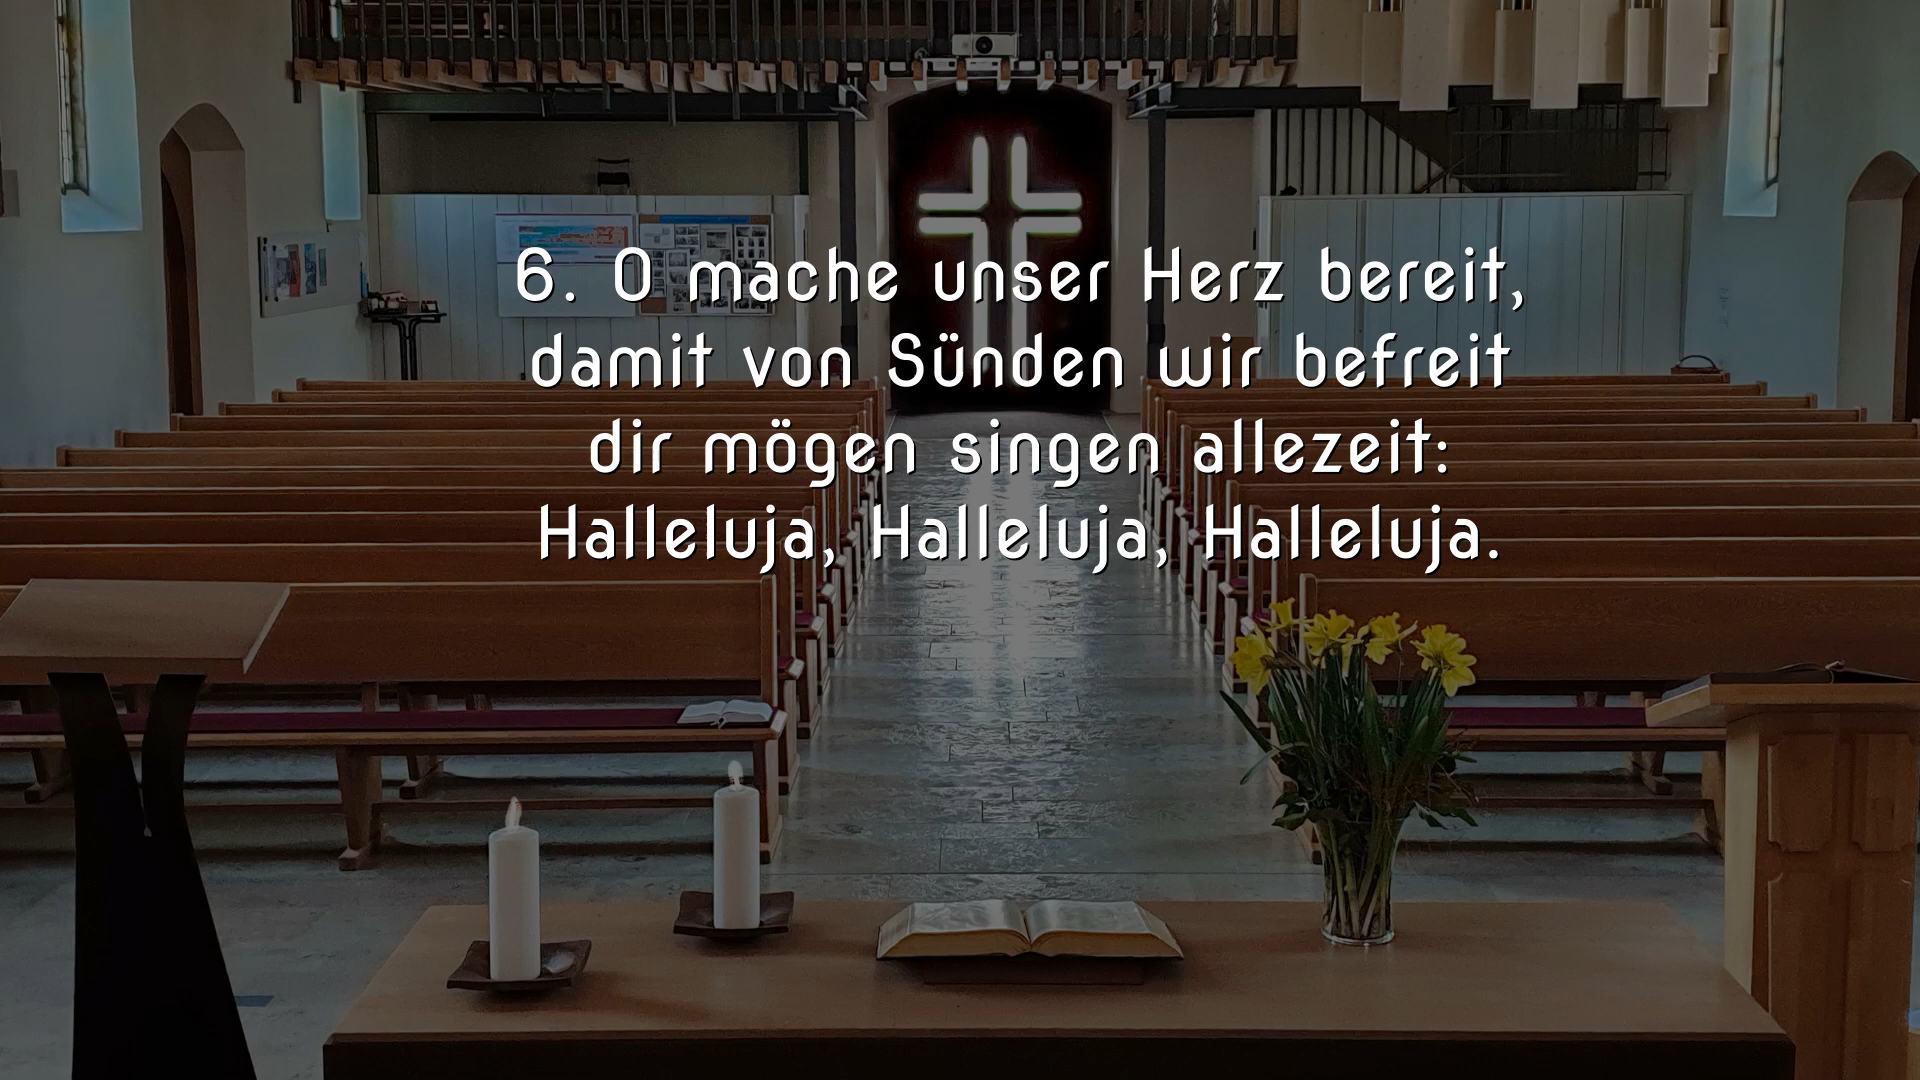 6. O mache unser Herz bereit,
damit von Sünden wir befreit
dir mögen singen allezeit:
Halleluja, Halleluja, Halleluja.